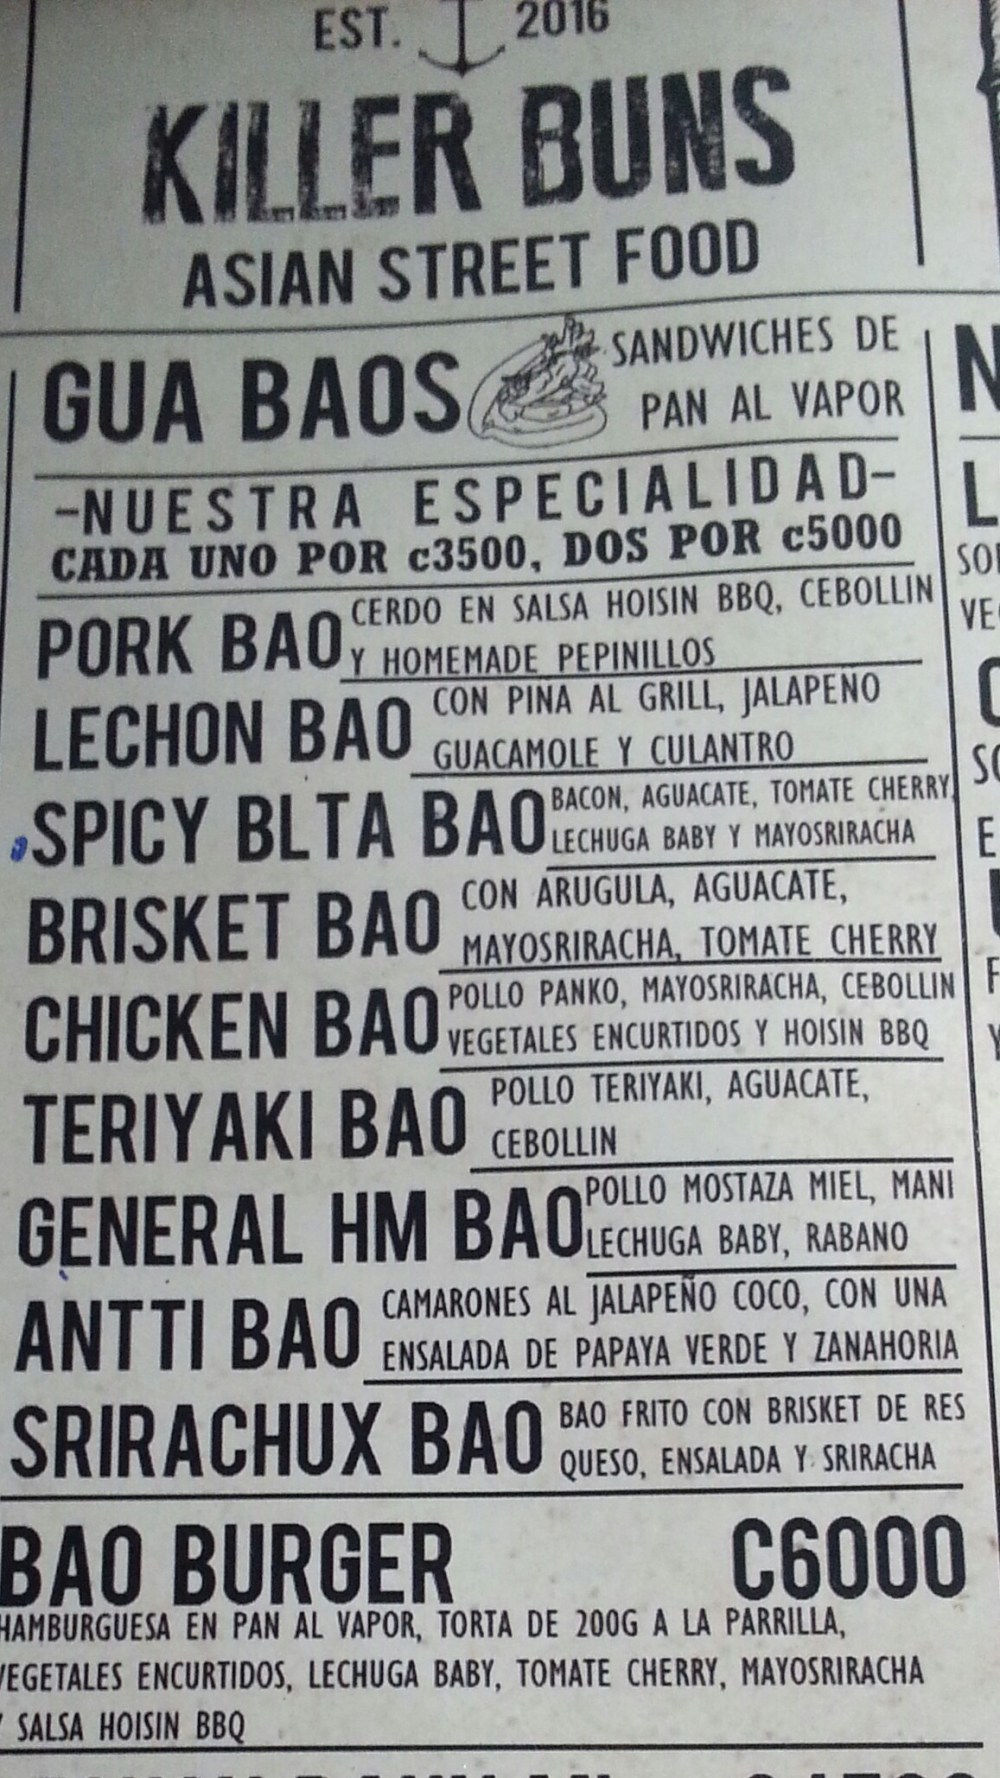 EST. 2016
KILLER BUNS
ASIAN STREET FOOD
GUA BAOS
SANDWICHES DE
PAN AL VAPOR
-NUESTRA ESPECIALIDAD-
CADA UNO POR c3500, DOS POR c5000
PORK BAO
CERDO EN SALSA HOISIN BBQ, CEBOLLIN
Y HOMEMADE PEPINILLOS
LECHON BAO
CON PINA AL GRILL, JALAPEÑO
GUACAMOLE Y CULANTRO
SPICY BLTA BAO
BACON, AGUACATE, TOMATE CHERRY,
LECHUGA BABY Y MAYOSRIRACHA
BRISKET BAO
CON ARUGULA, AGUACATE,
MAYOSRIRACHA, TOMATE CHERRY
CHICKEN BAO
POLLO PANKO, MAYOSRIRACHA, CEBOLLIN
VEGETALES ENCURTIDOS Y HOISIN BBQ
TERIYAKI BAO
POLLO TERIYAKI, AGUACATE,
CEBOLLIN
GENERAL HM BAO
POLLO MOSTAZA MIEL, MANI
LECHUGA BABY, RABANO
ANTTI BAO
CAMARONES AL JALAPEÑO COCO, CON UNA
ENSALADA DE PAPAYA VERDE Y ZANAHORIA
SRIRACHUX BAO
BAO FRITO CON BRISKET DE RES
QUESO, ENSALADA Y SRIRACHA
BAO BURGER C6000
HAMBURGUESA EN PAN AL VAPOR, TORTA DE 200G A LA PARRILLA,
VEGETALES ENCURTIDOS, LECHUGA BABY, TOMATE CHERRY, MAYOSRIRACHA
Y SALSA HOISIN BBQ